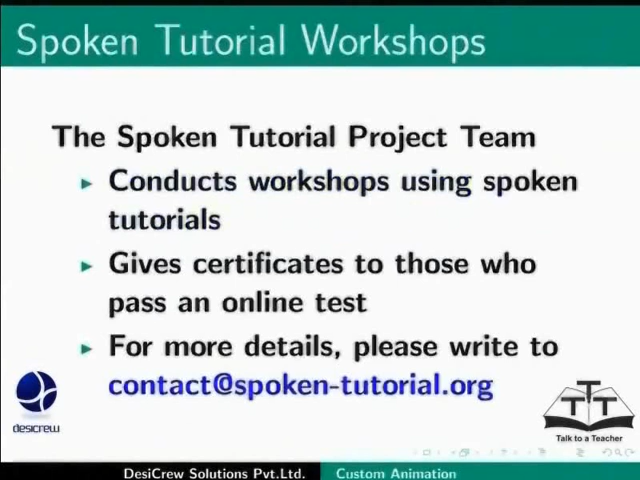 Spoken Tutorial Workshops
The Spoken Tutorial Project Team
Conducts workshops using spoken
tutorials
Gives certificates to those who
pass an online test
For more details, please write to
contact@spoken-tutorial.org
desicrew
TTT
Talk to a Teacher
DesiCrew Solutions Pvt.Ltd.
Custom Animation